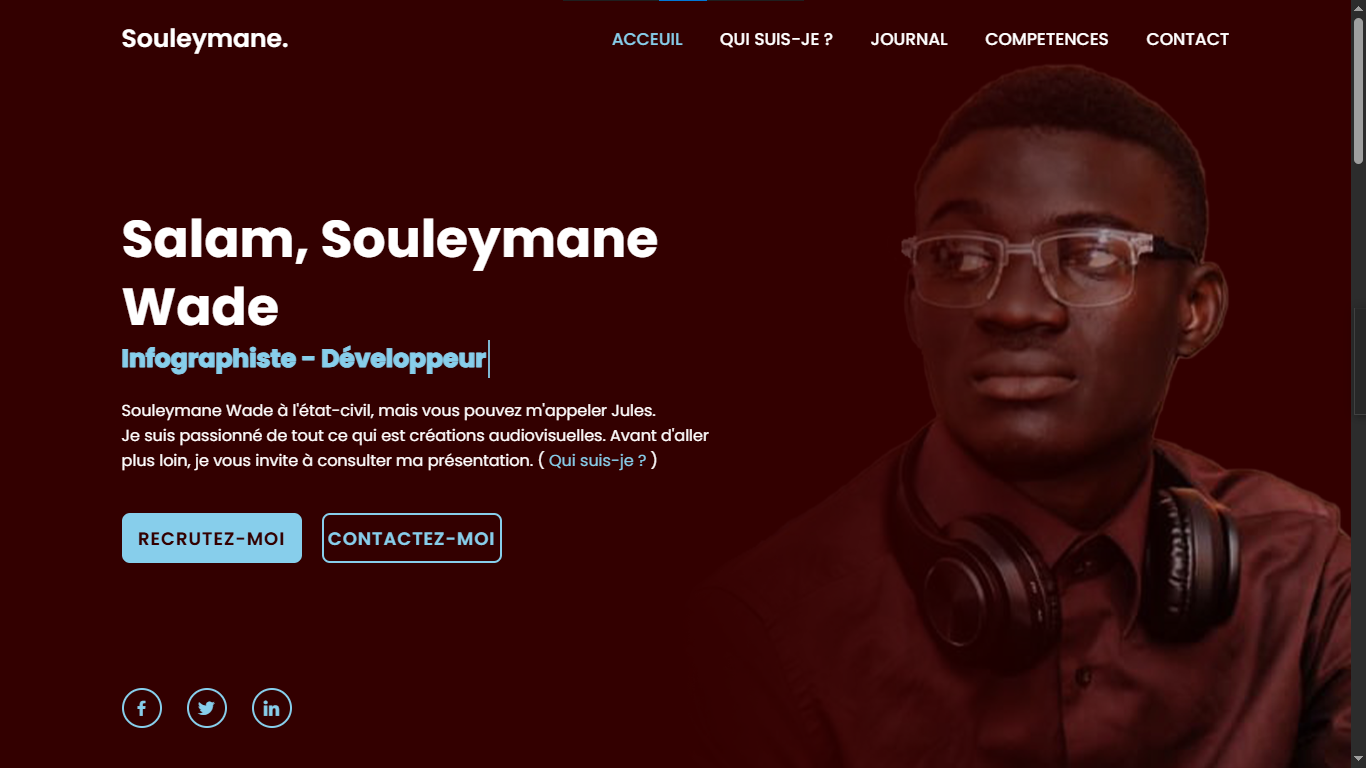 Souleymane.
ACCEUIL QUI SUIS-JE ? JOURNAL COMPETENCES CONTACT
Salam, Souleymane
Wade
Infographiste - Développeur
Souleymane Wade à l'état-civil, mais vous pouvez m'appeler Jules.
Je suis passionné de tout ce qui est créations audiovisuelles. Avant d'aller
plus loin, je vous invite à consulter ma présentation. ( Qui suis-je ? )
RECRUTEZ-MOI CONTACTEZ-MOI